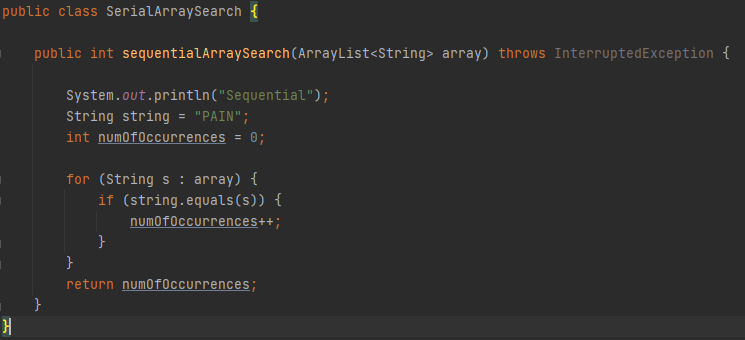 public class SerialArraySearch {
    public int sequentialArraySearch(ArrayList<String> array) throws InterruptedException {
        System.out.println("Sequential");
        String string = "PAIN";
        int numOfOccurrences = 0;
        for (String s : array) {
            if (string.equals(s)) {
                numOfOccurrences++;
            }
        }
        return numOfOccurrences;
    }
}